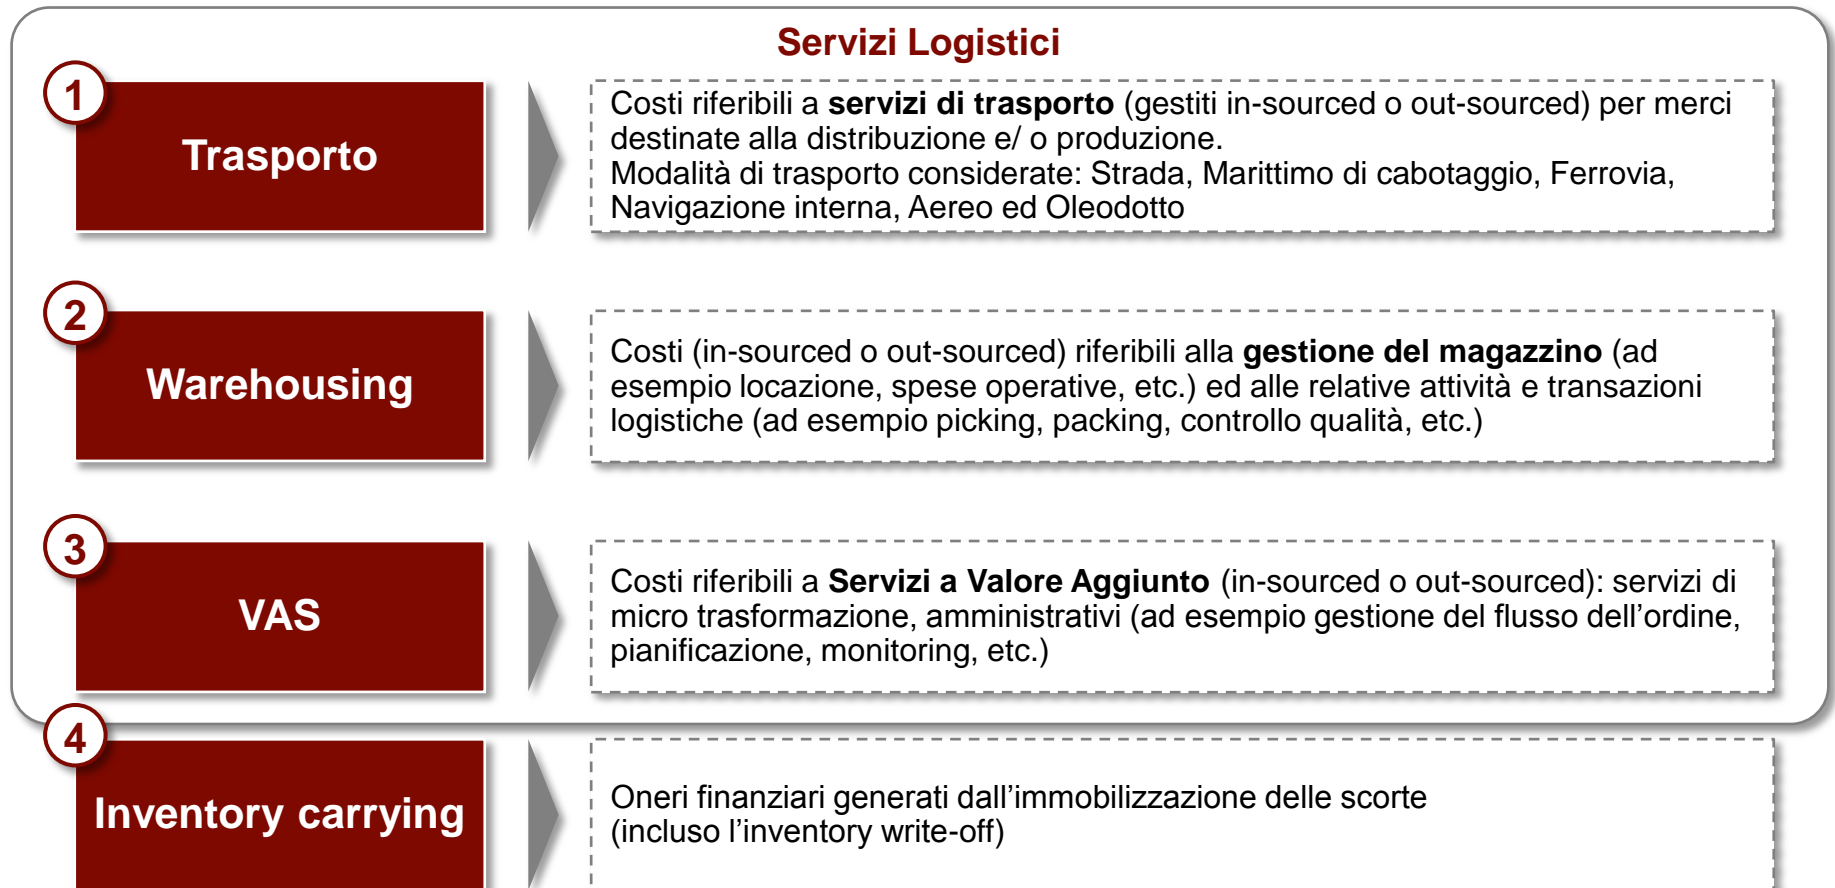 Servizi Logistici
1
Trasporto
Costi riferibili a servizi di trasporto (gestiti in-sourced o out-sourced) per merci
destinate alla distribuzione e/ o produzione.
Modalità di trasporto considerate: Strada, Marittimo di cabotaggio, Ferrovia,
Navigazione interna, Aereo ed Oleodotto
2
Warehousing
Costi (in-sourced o out-sourced) riferibili alla gestione del magazzino (ad
esempio locazione, spese operative, etc.) ed alle relative attività e transazioni
logistiche (ad esempio picking, packing, controllo qualità, etc.)
3
VAS
Costi riferibili a Servizi a Valore Aggiunto (in-sourced o out-sourced): servizi di
micro trasformazione, amministrativi (ad esempio gestione del flusso dell’ordine,
pianificazione, monitoring, etc.)
4
Inventory carrying
Oneri finanziari generati dall’immobilizzazione delle scorte
(incluso l’inventory write-off)